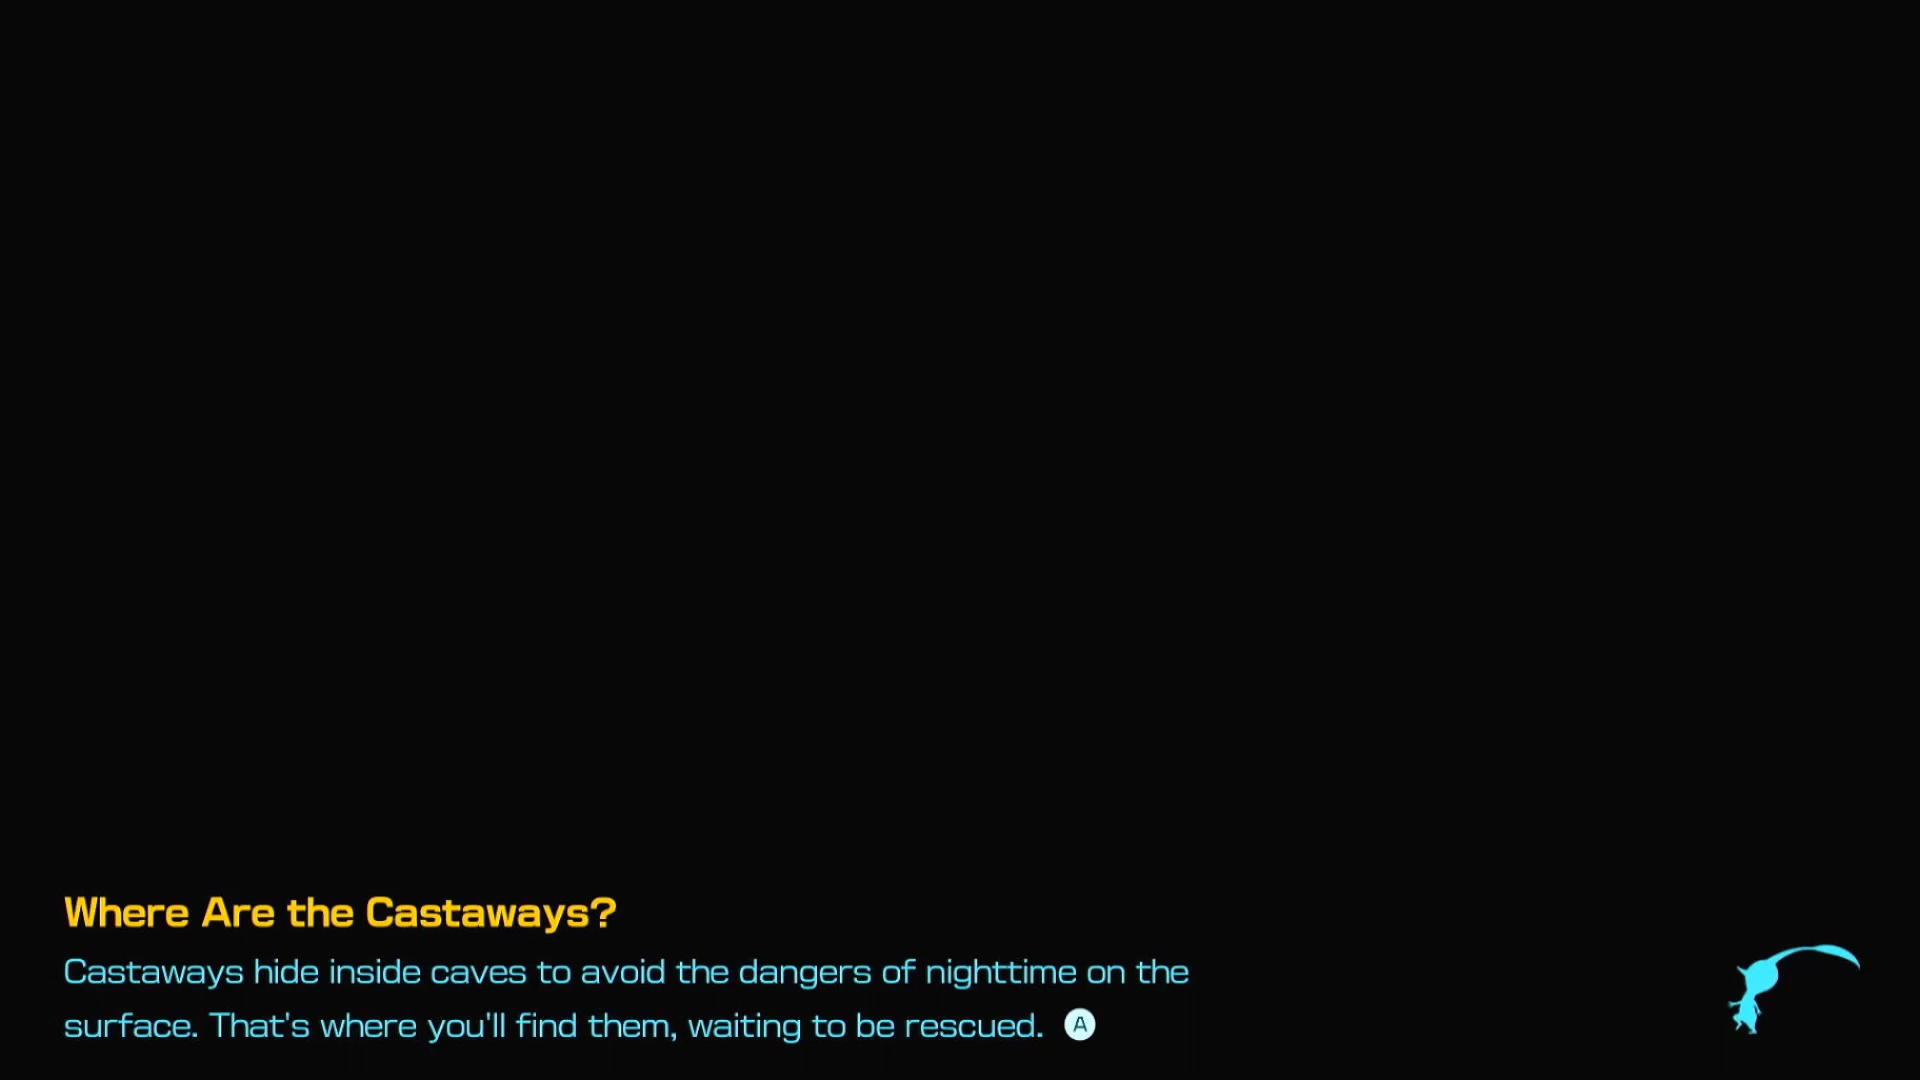 Where Are the Castaways?
Castaways hide inside caves to avoid the dangers of nighttime on the
surface. That's where you'll find them, waiting to be rescued. A